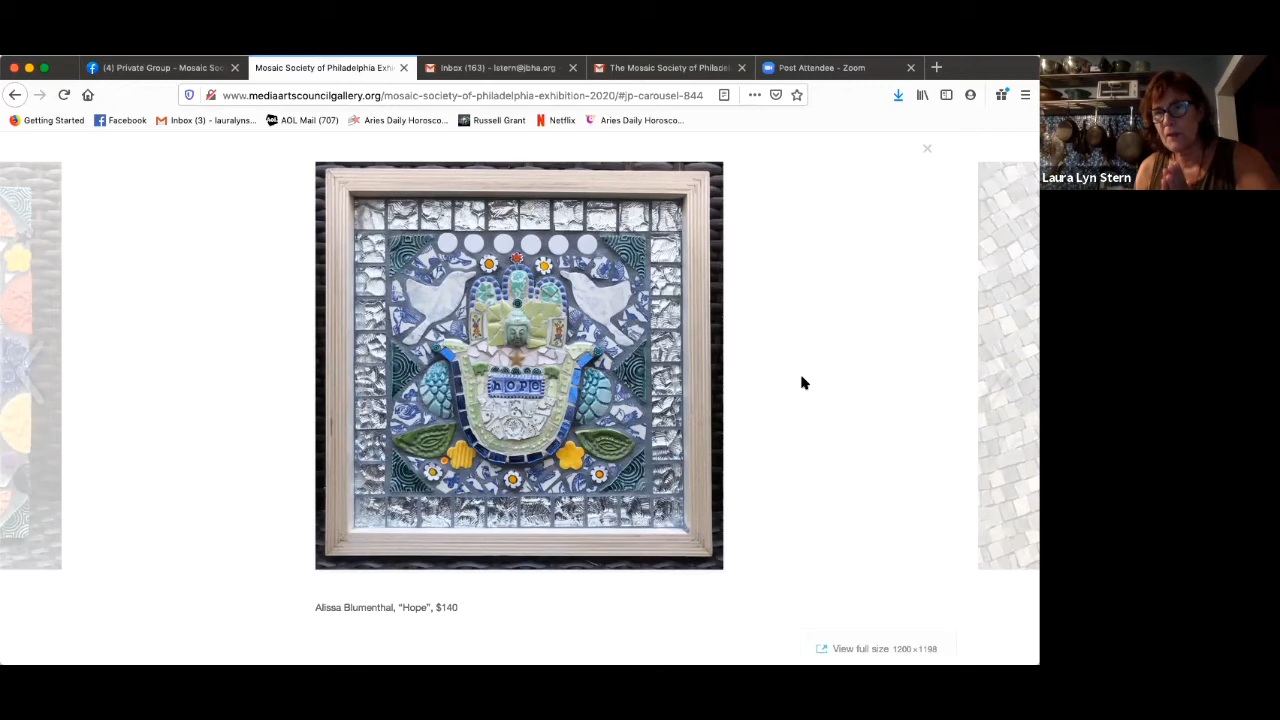 (4) Private Group - Mosaic Soc
Mosaic Society of Philadelphia Exhi
Inbox (163) - lstern@jbha.org -
The Mosaic Society of Philadel
Post Attendee - Zoom
www.mediaartscouncilgallery.org/mosaic-society-of-philadelphia-exhibition-2020/#jp-carousel-844
Getting Started
Facebook
Inbox (3) - lauralyns...
AOL Mail (707)
Aries Daily Horosco...
Russell Grant
Netflix
Aries Daily Horosco...
Laura Lyn Stern
hope
Alissa Blumenthal, “Hope”, $140
View full size 1200×1198